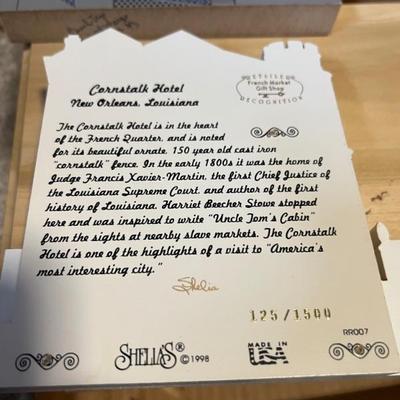 Cornstalk Hotel
New Orleans, Louisiana
RETAILER
French Market
Gift Shop
RECOGNITION
The Cornstalk Hotel is in the heart
of the French Quarter, and is noted
for its beautiful ornate, 150 year old cast iron
"cornstalk" fence. In the early 1800s it was the home of
Judge Francis Xavier-Martin, the first Chief Justice of
the Louisiana Supreme Court, and author of the first
history of Louisiana. Harriet Beecher Stowe stopped
here and was inspired to write "Uncle Tom's Cabin"
from the sights at nearby slave markets. The Cornstalk
Hotel is one of the highlights of a visit to "America's
most interesting city."
Shelia
125/1500
RR007
SHELIA'S® ©1998
MADE IN
USA